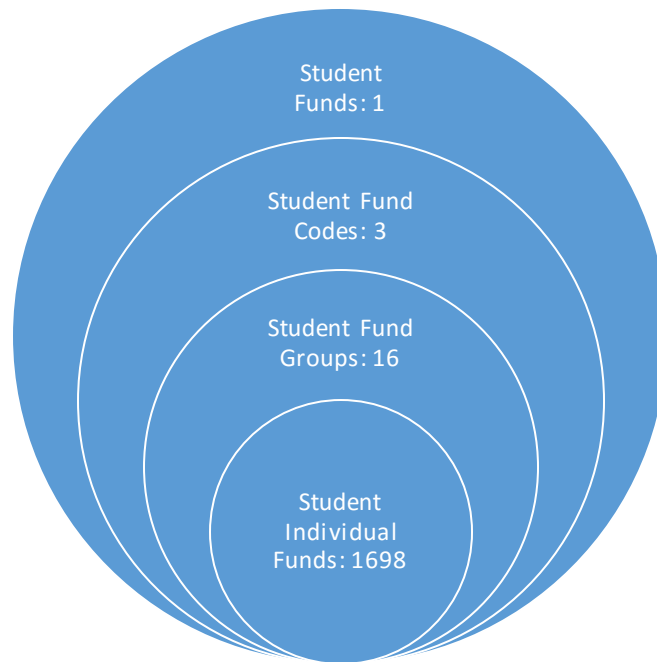 Student
Funds: 1
Student Fund
Codes: 3
Student Fund
Groups: 16
Student
Individual
Funds: 1698